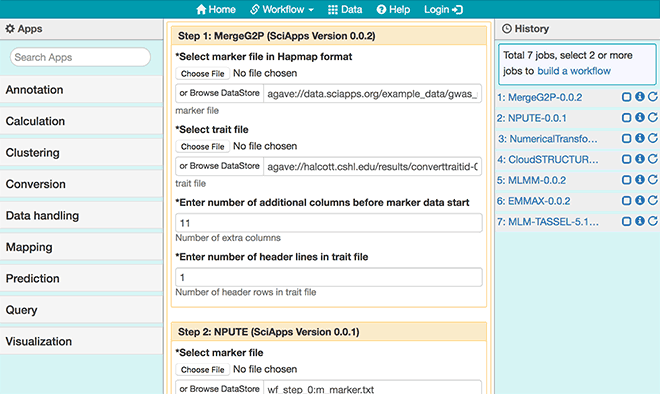 Home Workflow Data Help Login
Apps
Search Apps
Annotation
Calculation
Clustering
Conversion
Data handling
Mapping
Prediction
Query
Visualization
Step 1: MergeG2P (SciApps Version 0.0.2)
*Select marker file in Hapmap format
Choose File No file chosen
or Browse DataStore agave://data.sciapps.org/example_data/gwas_
marker file
*Select trait file
Choose File No file chosen
or Browse DataStore agave://halcott.cshl.edu/results/converttraitid-0
trait file
*Enter number of additional columns before marker data start
11
Number of extra columns
*Enter number of header lines in trait file
1
Number of header rows in trait file
Step 2: NPUTE (SciApps Version 0.0.1)
*Select marker file
Choose File No file chosen
or Browse DataStore wf_step_0:m_marker.txt
History
Total 7 jobs, select 2 or more
jobs to build a workflow
1: MergeG2P-0.0.2
2: NPUTE-0.0.1
3: NumericalTransfo...
4: CloudSTRUCTUR...
5: MLMM-0.0.2
6: EMMAX-0.0.2
7: MLM-TASSEL-5.1...